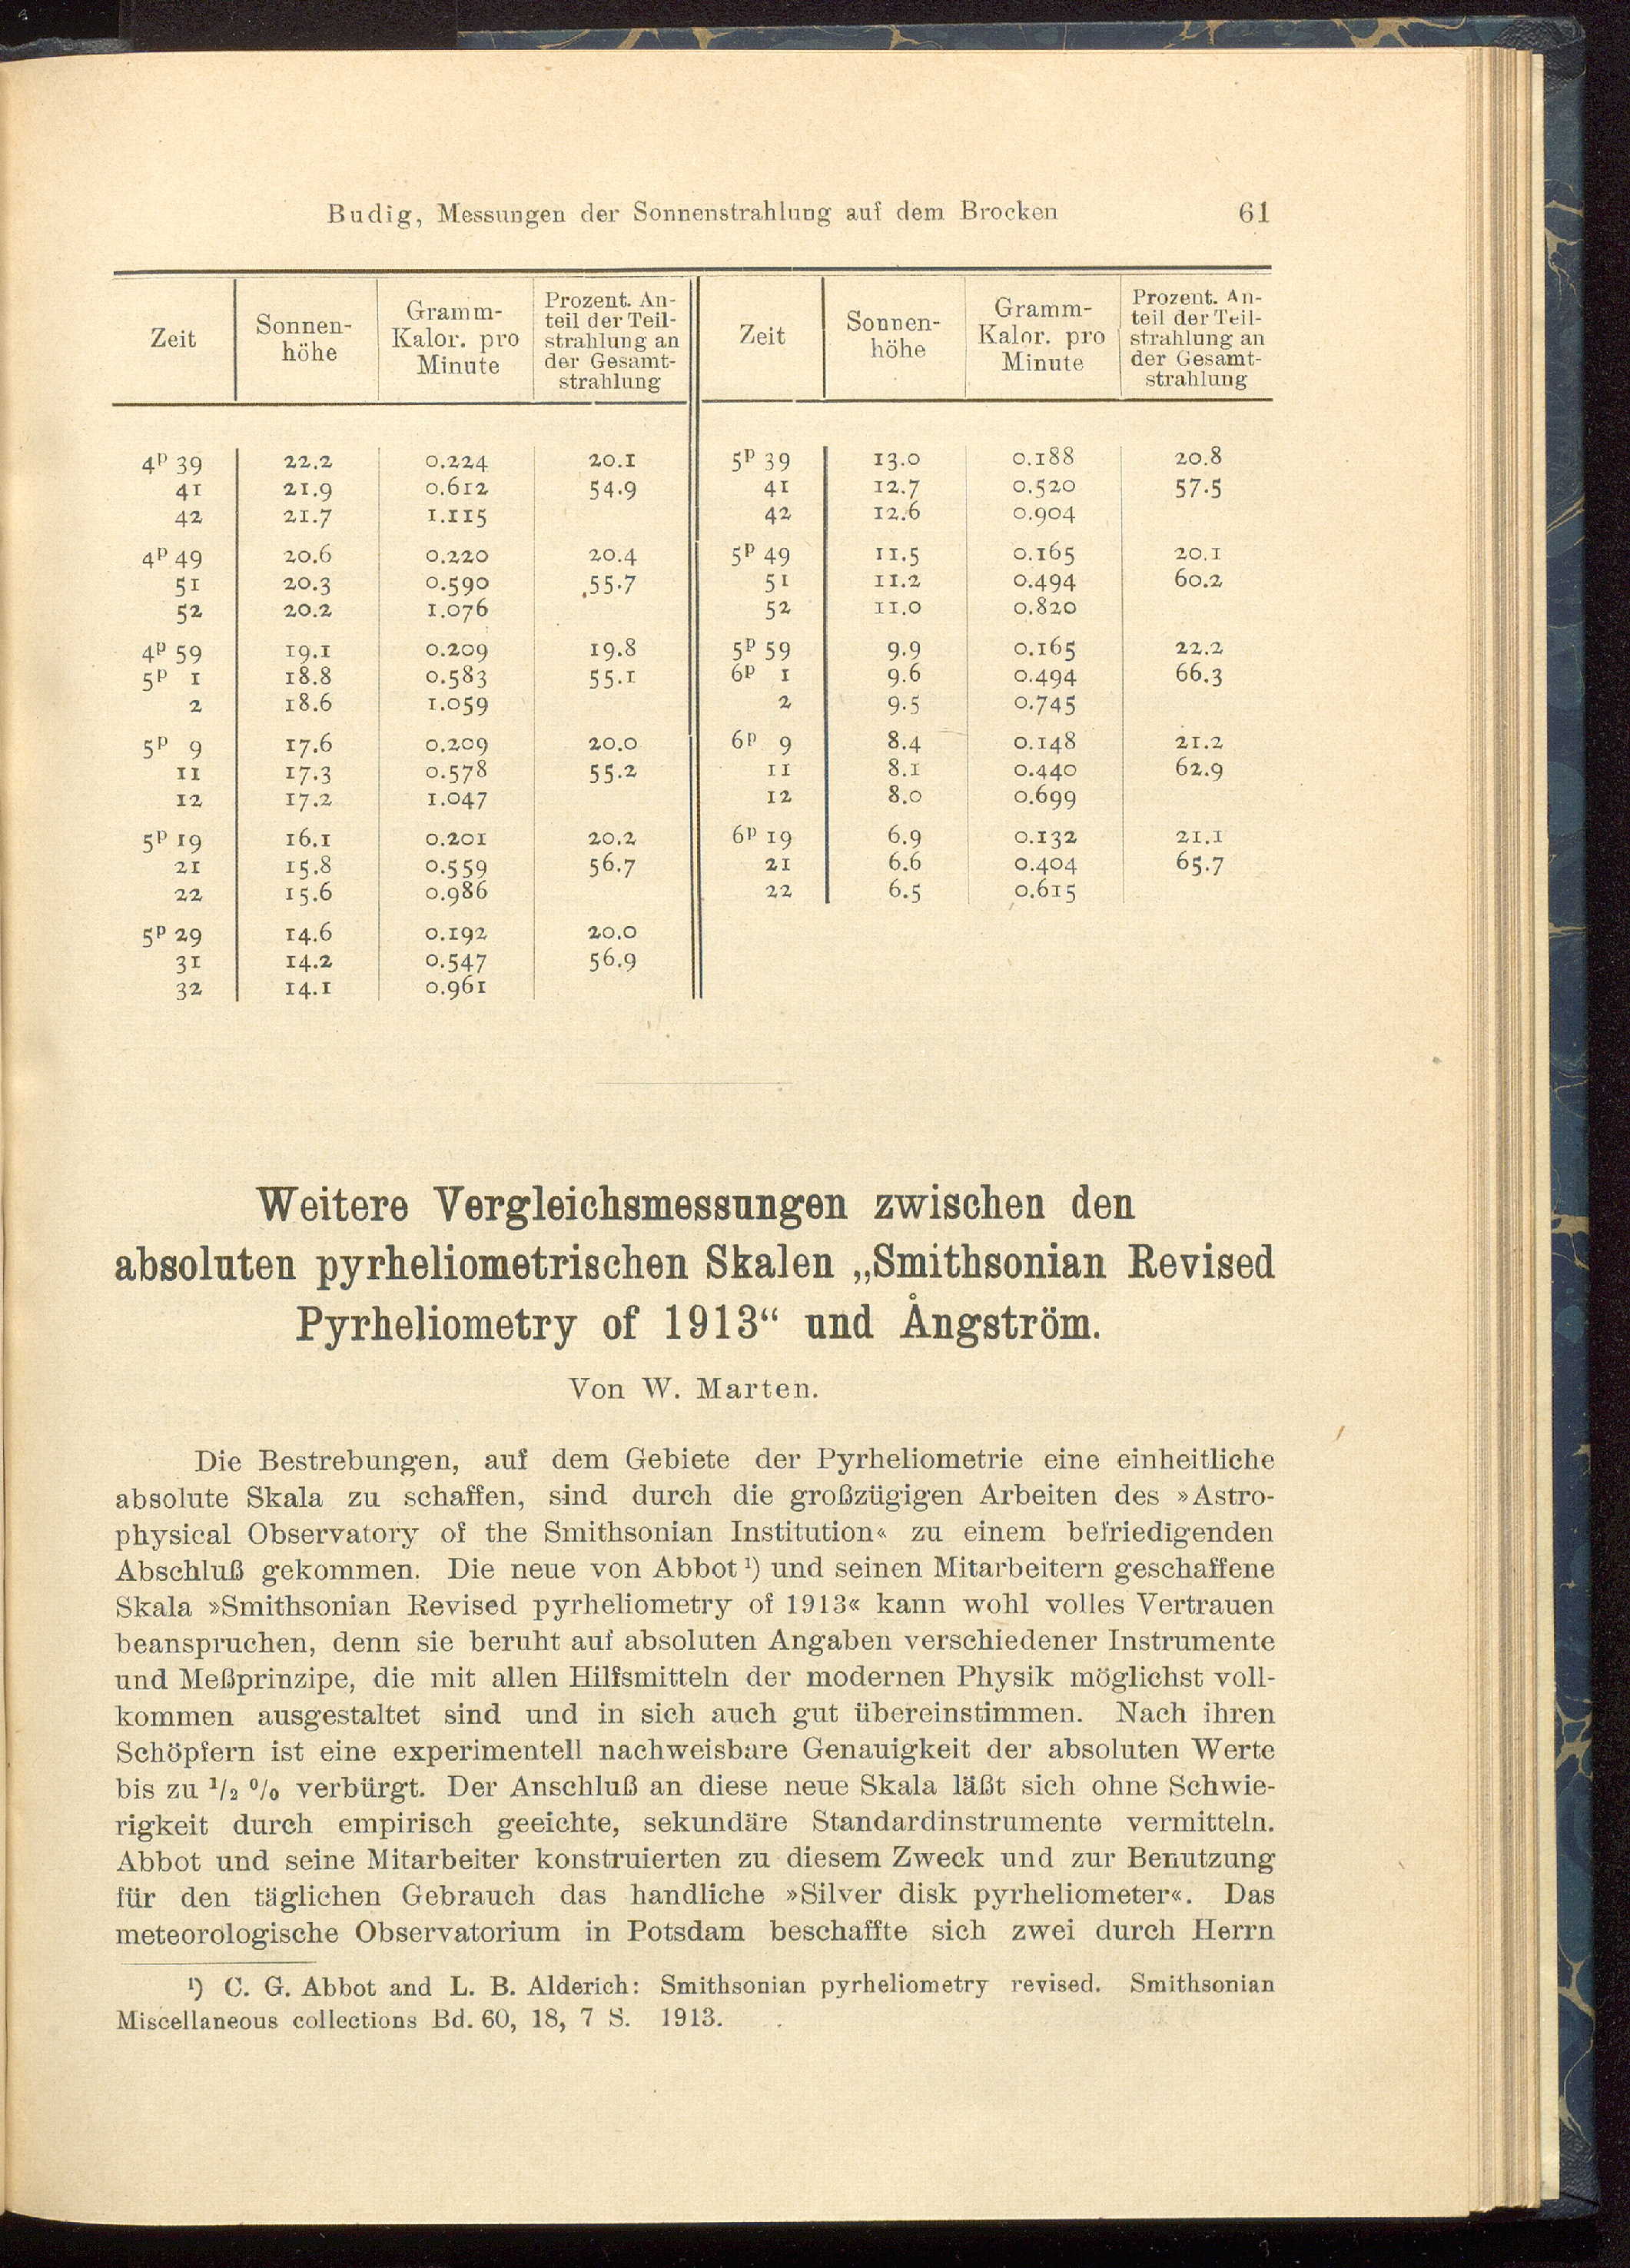 Budig, Messungen der Sonnenstrahlung auf dem Brocken 61
Zeit | Sonnen-höhe | Gramm-Kalor. pro Minute | Prozent. An-teil der Teil-strahlung an der Gesamt-strahlung | Zeit | Sonnen-höhe | Gramm-Kalor. pro Minute | Prozent. An-teil der Teil-strahlung an der Gesamt-strahlung
4p 39 22.2 0.224 20.1 5p 39 13.0 0.188 20.8
41 21.9 0.612 54.9 41 12.7 0.520 57.5
42 21.7 1.115 42 12.6 0.904
4p 49 20.6 0.220 20.4 5p 49 11.5 0.165 20.1
51 20.3 0.590 55.7 51 11.2 0.494 60.2
52 20.2 1.076 52 11.0 0.820
4p 59 19.1 0.209 19.8 5p 59 9.9 0.165 22.2
5p 1 18.8 0.583 55.1 6p 1 9.6 0.494 66.3
2 18.6 1.059 2 9.5 0.745
5p 9 17.6 0.209 20.0 6p 9 8.4 0.148 21.2
11 17.3 0.578 55.2 11 8.1 0.440 62.9
12 17.2 1.047 12 8.0 0.699
5p 19 16.1 0.201 20.2 6p 19 6.9 0.132 21.1
21 15.8 0.559 56.7 21 6.6 0.404 65.7
22 15.6 0.986 22 6.5 0.615
5p 29 14.6 0.192 20.0
31 14.2 0.547 56.9
32 14.1 0.961
Weitere Vergleichsmessungen zwischen den
absoluten pyrheliometrischen Skalen „Smithsonian Revised
Pyrheliometry of 1913“ und Ångström.
Von W. Marten.
Die Bestrebungen, auf dem Gebiete der Pyrheliometrie eine einheitliche
absolute Skala zu schaffen, sind durch die großzügigen Arbeiten des »Astro-
physical Observatory of the Smithsonian Institution« zu einem befriedigenden
Abschluß gekommen. Die neue von Abbot¹) und seinen Mitarbeitern geschaffene
Skala »Smithsonian Revised pyrheliometry of 1913« kann wohl volles Vertrauen
beanspruchen, denn sie beruht auf absoluten Angaben verschiedener Instrumente
und Meßprinzipe, die mit allen Hilfsmitteln der modernen Physik möglichst voll-
kommen ausgestaltet sind und in sich auch gut übereinstimmen. Nach ihren
Schöpfern ist eine experimentell nachweisbare Genauigkeit der absoluten Werte
bis zu ¹/₂ ⁰/₀ verbürgt. Der Anschluß an diese neue Skala läßt sich ohne Schwie-
rigkeit durch empirisch geeichte, sekundäre Standardinstrumente vermitteln.
Abbot und seine Mitarbeiter konstruierten zu diesem Zweck und zur Benutzung
für den täglichen Gebrauch das handliche »Silver disk pyrheliometer«. Das
meteorologische Observatorium in Potsdam beschaffte sich zwei durch Herrn
¹) C. G. Abbot and L. B. Alderich: Smithsonian pyrheliometry revised. Smithsonian
Miscellaneous collections Bd. 60, 18, 7 S. 1913.